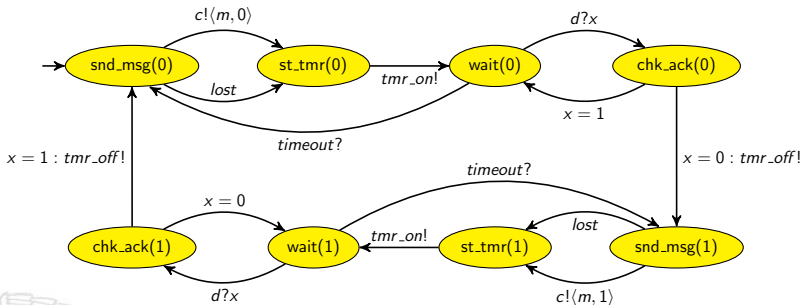 c!⟨m, 0⟩
d?x
snd_msg(0)
st_tmr(0)
wait(0)
chk_ack(0)
tmr_on!
lost
x = 1
timeout?
x = 1 : tmr_off!
x = 0 : tmr_off!
timeout?
x = 0
lost
chk_ack(1)
wait(1)
tmr_on!
st_tmr(1)
snd_msg(1)
d?x
c!⟨m, 1⟩